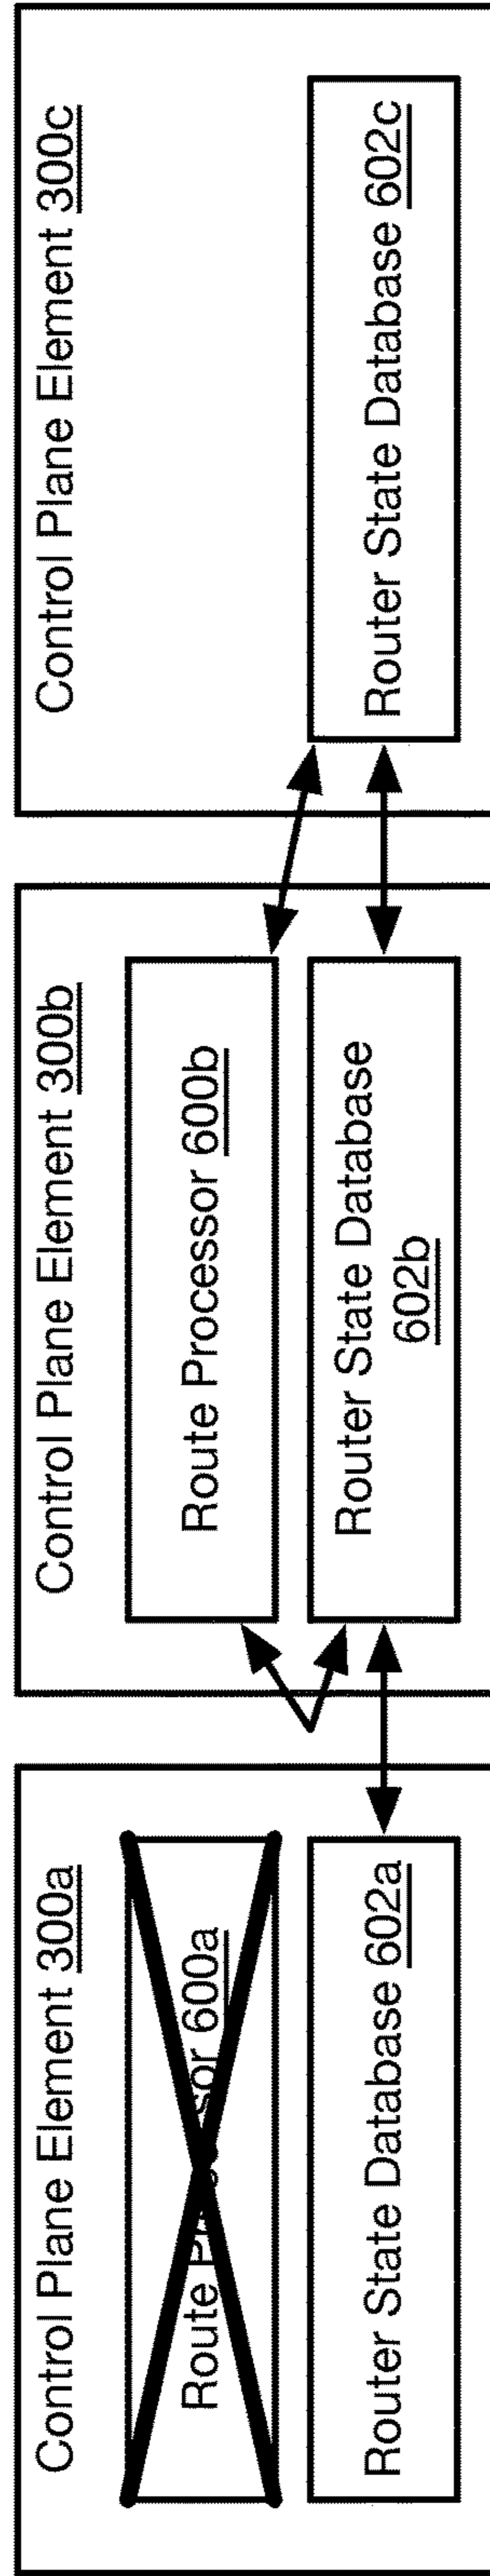 Control Plane Element 300a
Route Processor 600a
Router State Database 602a
Control Plane Element 300b
Route Processor 600b
Router State Database
602b
Control Plane Element 300c
Router State Database 602c